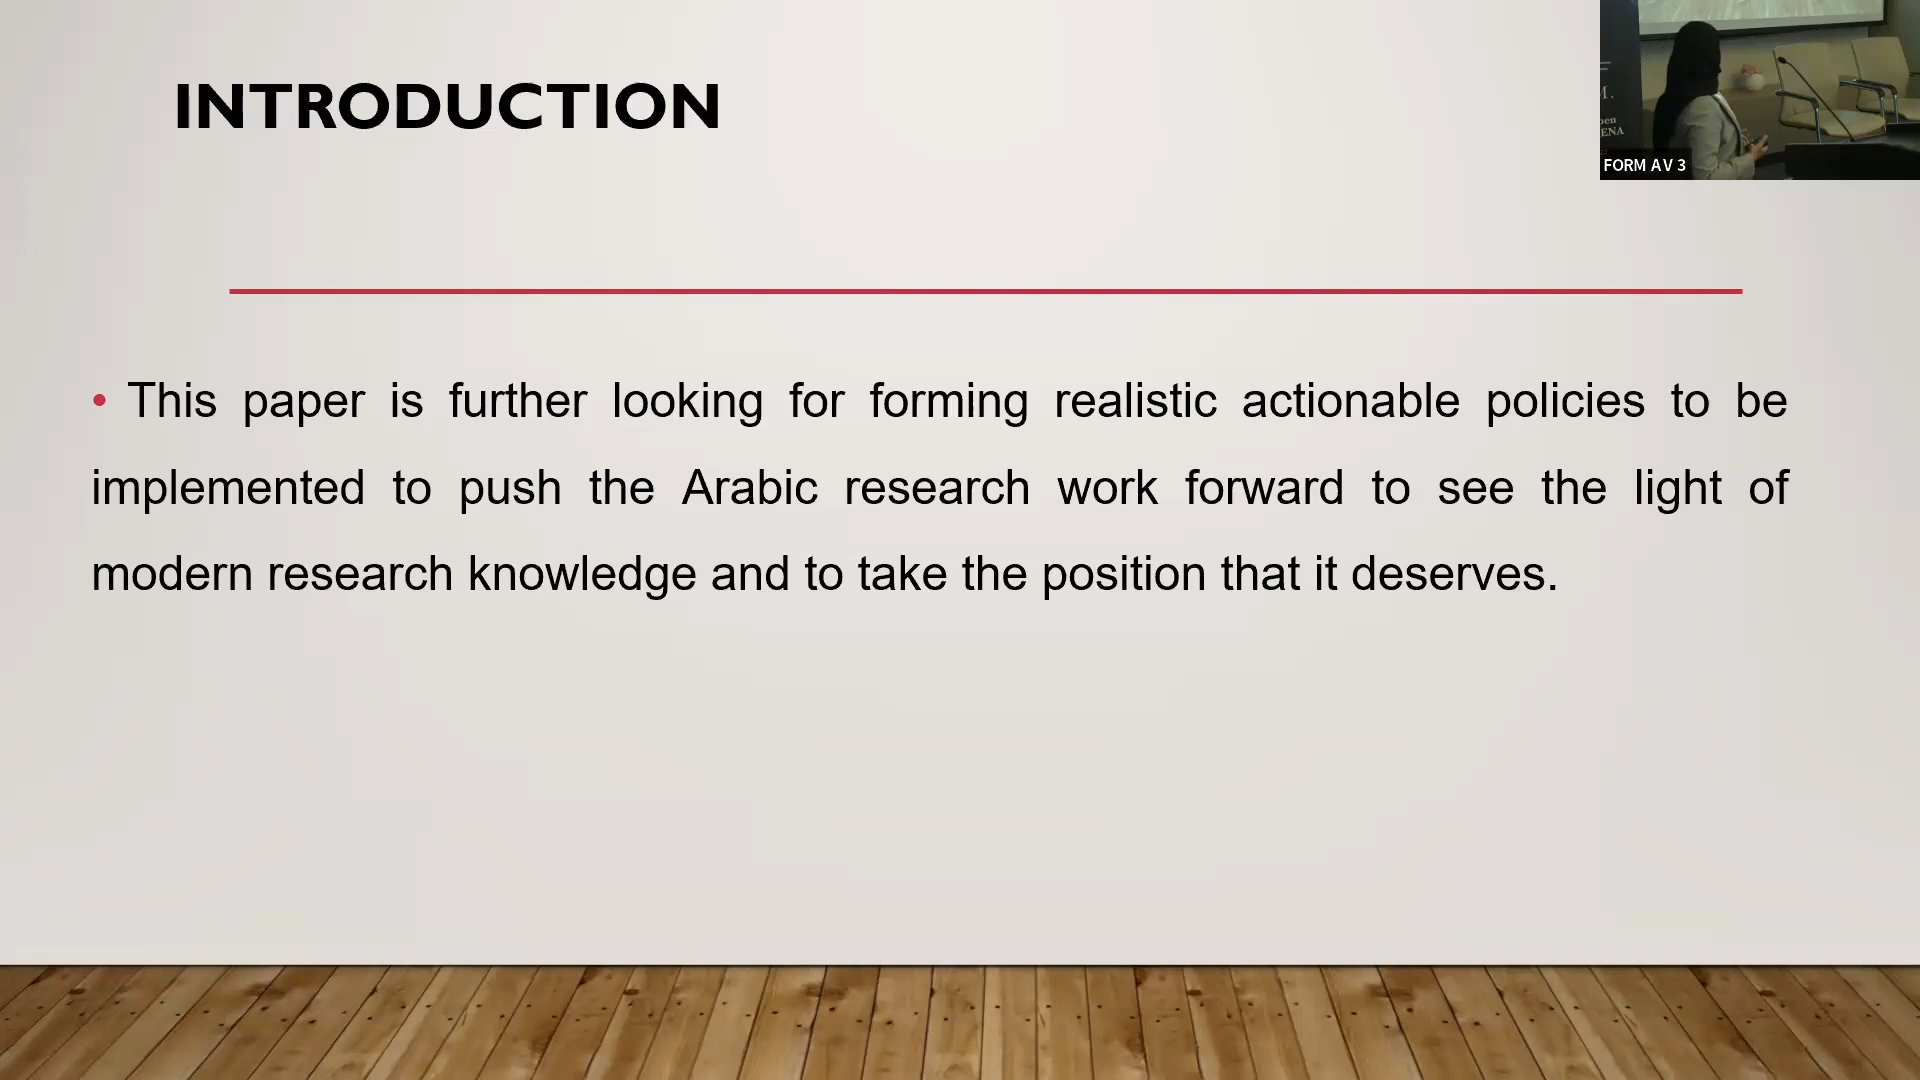 INTRODUCTION
• This paper is further looking for forming realistic actionable policies to be
implemented to push the Arabic research work forward to see the light of
modern research knowledge and to take the position that it deserves.
M.
ENA
FORM AV 3